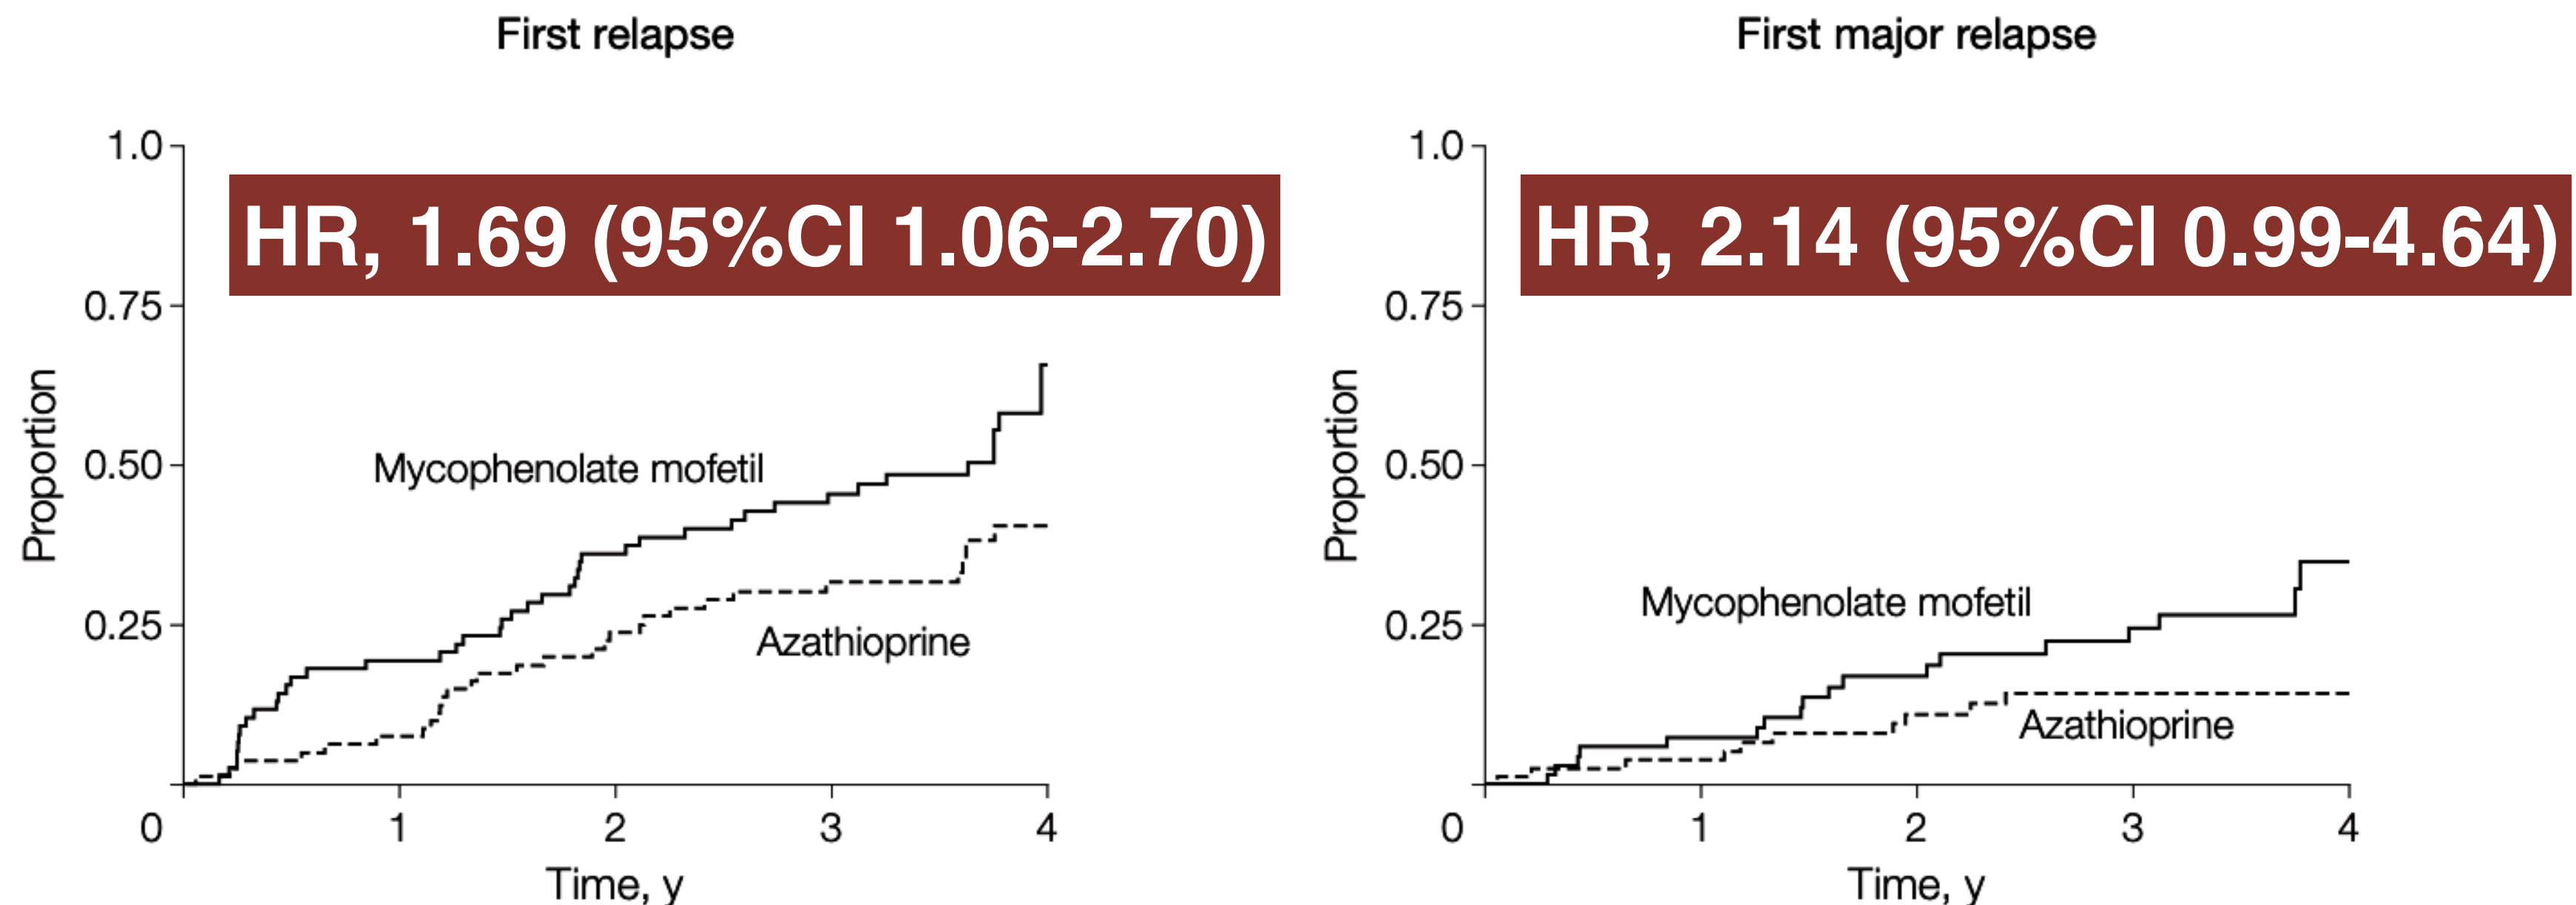 First relapse
1.0
HR, 1.69 (95%CI 1.06-2.70)
0.75
Proportion
Mycophenolate mofetil
0.50
0.25
Azathioprine
0
1
2
3
4
Time, y
First major relapse
1.0
HR, 2.14 (95%CI 0.99-4.64)
0.75
Proportion
0.50
Mycophenolate mofetil
0.25
Azathioprine
0
1
2
3
4
Time, y